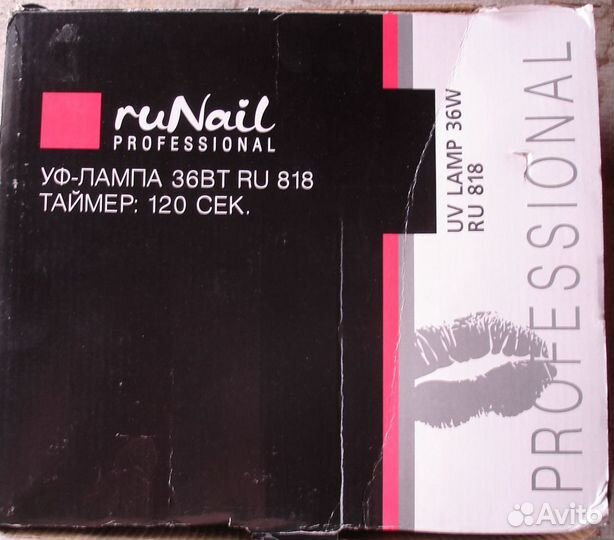 ruNail
PROFESSIONAL
УФ-ЛАМПА 36ВТ RU 818
ТАЙМЕР: 120 СЕК.
UV LAMP 36W
RU 818
PROFESSIONAL
Avito